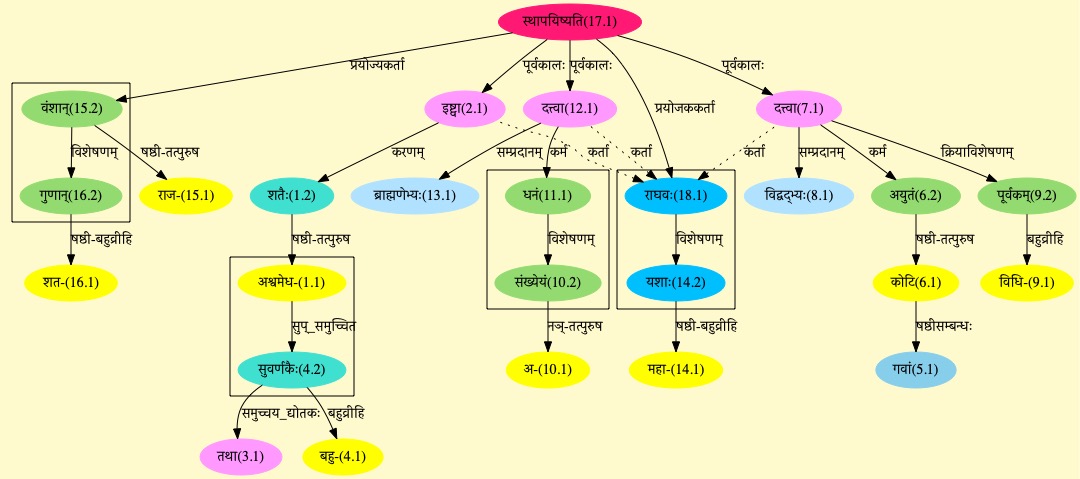 स्थापयिष्यति(17.1)
प्रयोज्यकर्ता पूर्वकालः पूर्वकालः पूर्वकालः
वंशान्(15.2) इष्ट्वा(2.1) दत्त्वा(12.1) प्रयोजककर्ता दत्त्वा(7.1)
विशेषणम् षष्ठी-तत्पुरुष करणम् सम्प्रदानम् कर्म कर्ता कर्ता कर्ता सम्प्रदानम् कर्म क्रियाविशेषणम्
गुणान्(16.2) राज-(15.1) शतैः(1.2) ब्राह्मणेभ्यः(13.1) धनं(11.1) राघवः(18.1) विद्वद्भ्यः(8.1) अयुतं(6.2) पूर्वकम्(9.2)
षष्ठी-बहुव्रीहि षष्ठी-तत्पुरुष विशेषणम् विशेषणम् षष्ठी-तत्पुरुष बहुव्रीहि
शत-(16.1) अश्वमेध-(1.1) संख्येयं(10.2) यशाः(14.2) कोटि(6.1) विधि-(9.1)
सुप्_समुच्चित नञ्-तत्पुरुष षष्ठी-बहुव्रीहि षष्ठीसम्बन्धः
सुवर्णकैः(4.2) अ-(10.1) महा-(14.1) गवां(5.1)
समुच्चय_द्योतकः बहुव्रीहि
तथा(3.1) बहु-(4.1)